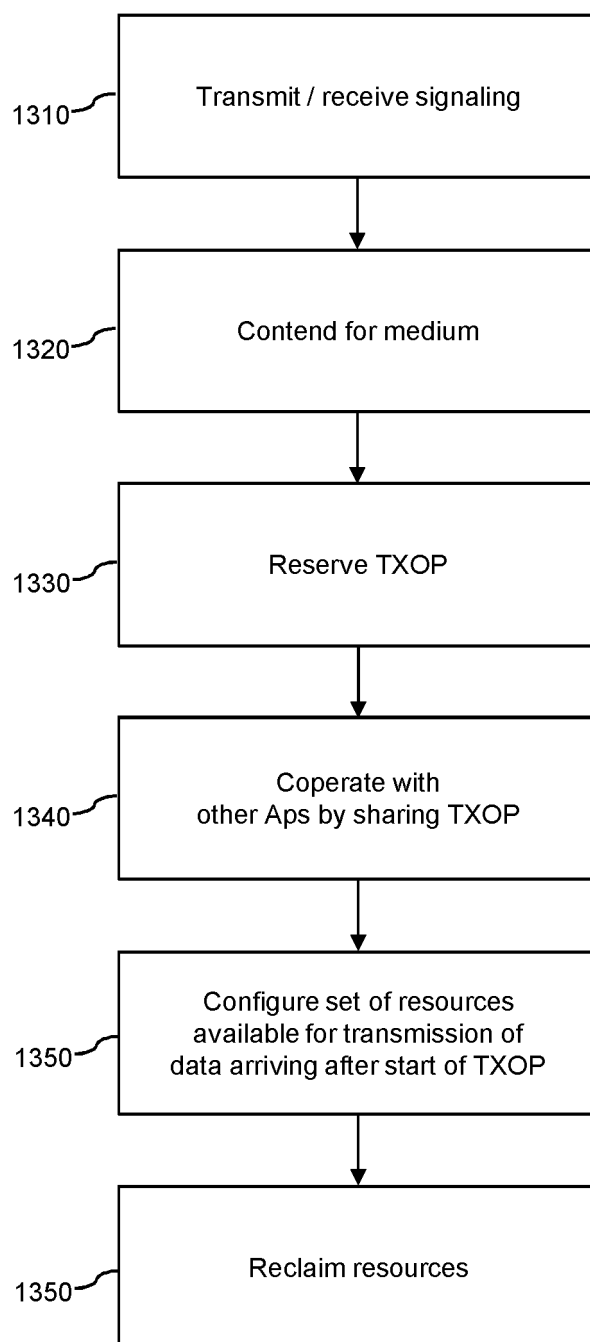 1310
Transmit / receive signaling
1320
Contend for medium
1330
Reserve TXOP
1340
Coperate with
other Aps by sharing TXOP
1350
Configure set of resources
available for transmission of
data arriving after start of TXOP
1350
Reclaim resources